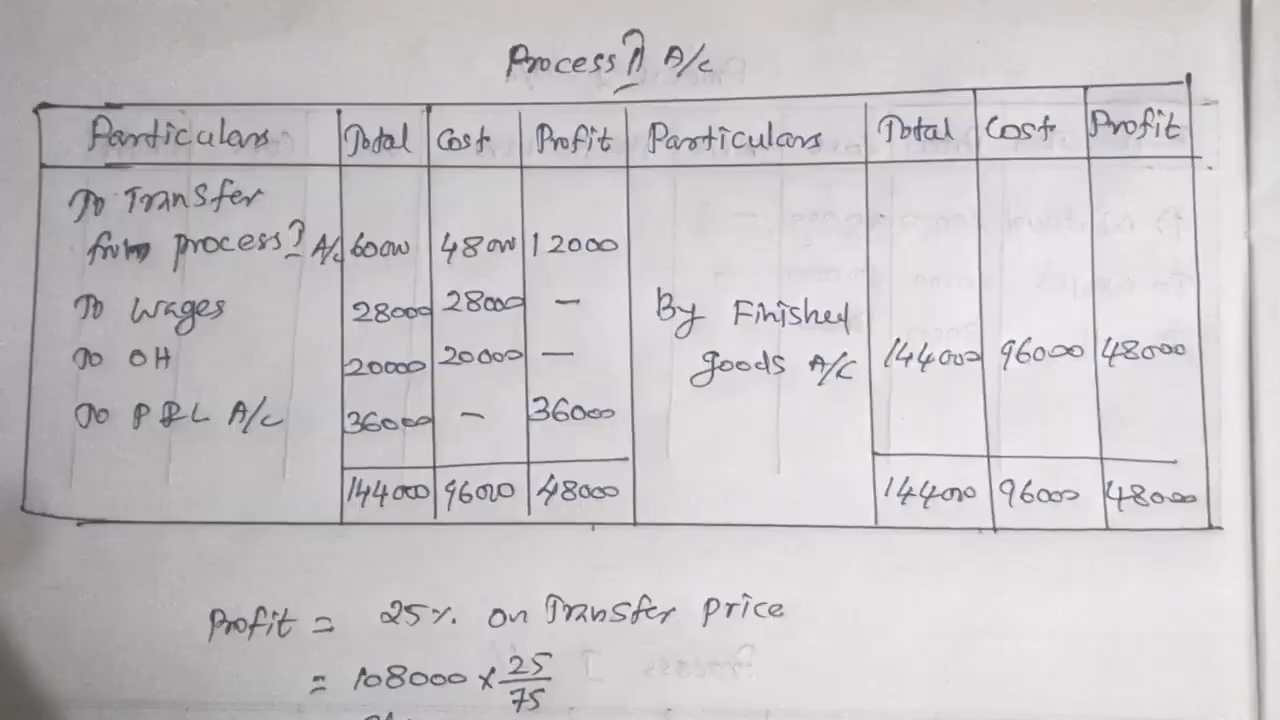 Process II A/c
Particulars Total Cost Profit Particulars Total Cost Profit
To Transfer
from process I A/c 60000 48000 12000
To Wages 28000 28000 — By Finished
To OH 20000 20000 — goods A/c 144000 96000 48000
To P&L A/c 36000 - 36000
144000 96000 48000 144000 96000 48000
Profit = 25% on Transfer price
= 108000 × 25/75